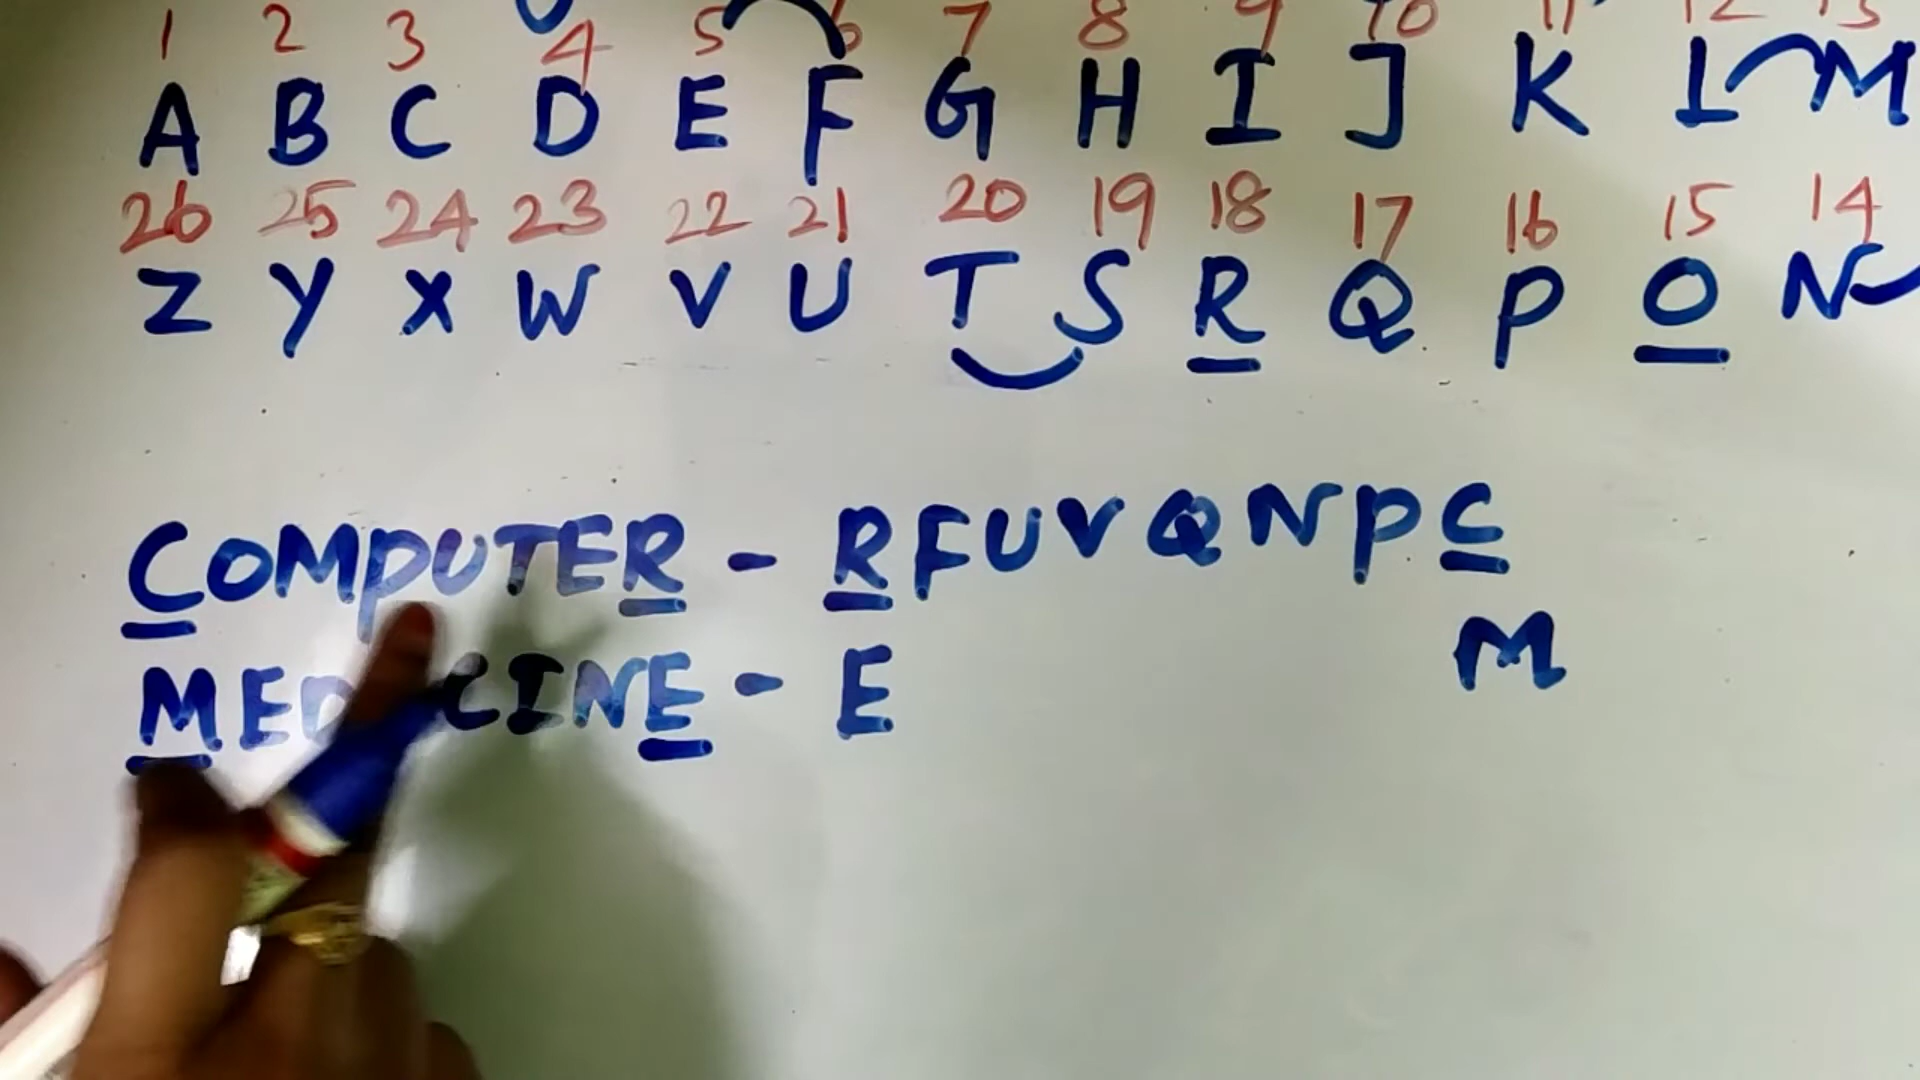 1 2 3 4 5 6 7 8 9 10 11 12 13
A B C D E F G H I J K L M
26 25 24 23 22 21 20 19 18 17 16 15 14
Z Y X W V U T S R Q P O N
COMPUTER - RFUVQNPC
MEDICINE - E M